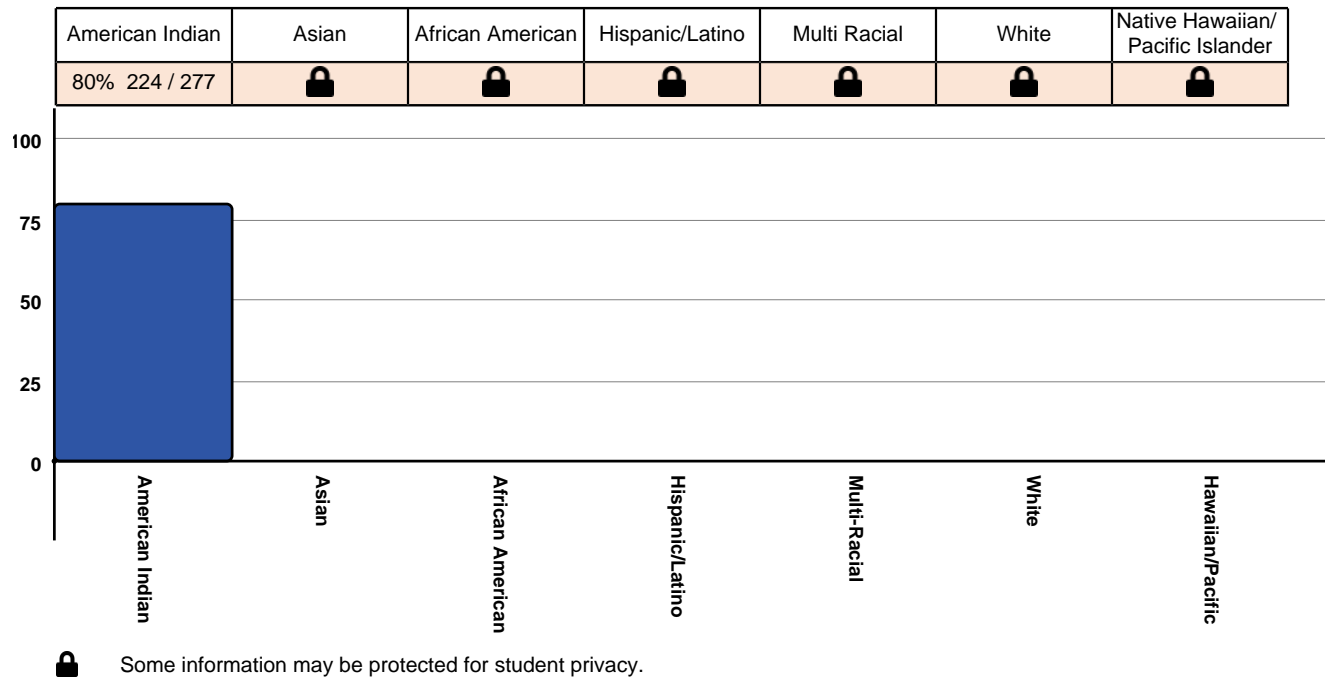 American Indian Asian African American Hispanic/Latino Multi Racial White Native Hawaiian/
Pacific Islander
80% 224 / 277
100
75
50
25
0
American Indian
Asian
African American
Hispanic/Latino
Multi-Racial
White
Hawaiian/Pacific
Some information may be protected for student privacy.